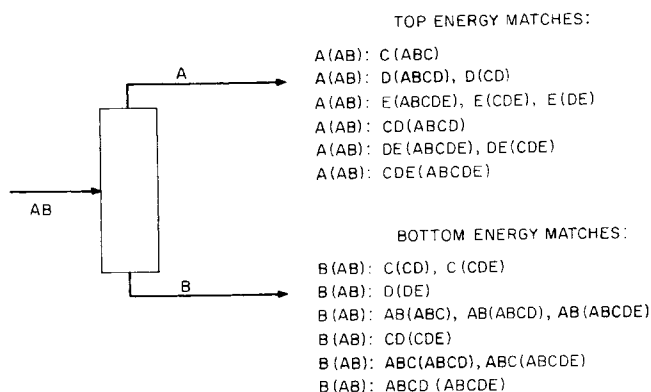 TOP ENERGY MATCHES:
A(AB): C(ABC)
A(AB): D(ABCD), D(CD)
A(AB): E(ABCDE), E(CDE), E(DE)
A(AB): CD(ABCD)
A(AB): DE(ABCDE), DE(CDE)
A(AB): CDE(ABCDE)
A
AB
B
BOTTOM ENERGY MATCHES:
B(AB): C(CD), C(CDE)
B(AB): D(DE)
B(AB): AB(ABC), AB(ABCD), AB(ABCDE)
B(AB): CD(CDE)
B(AB): ABC(ABCD), ABC(ABCDE)
B(AB): ABCD (ABCDE)